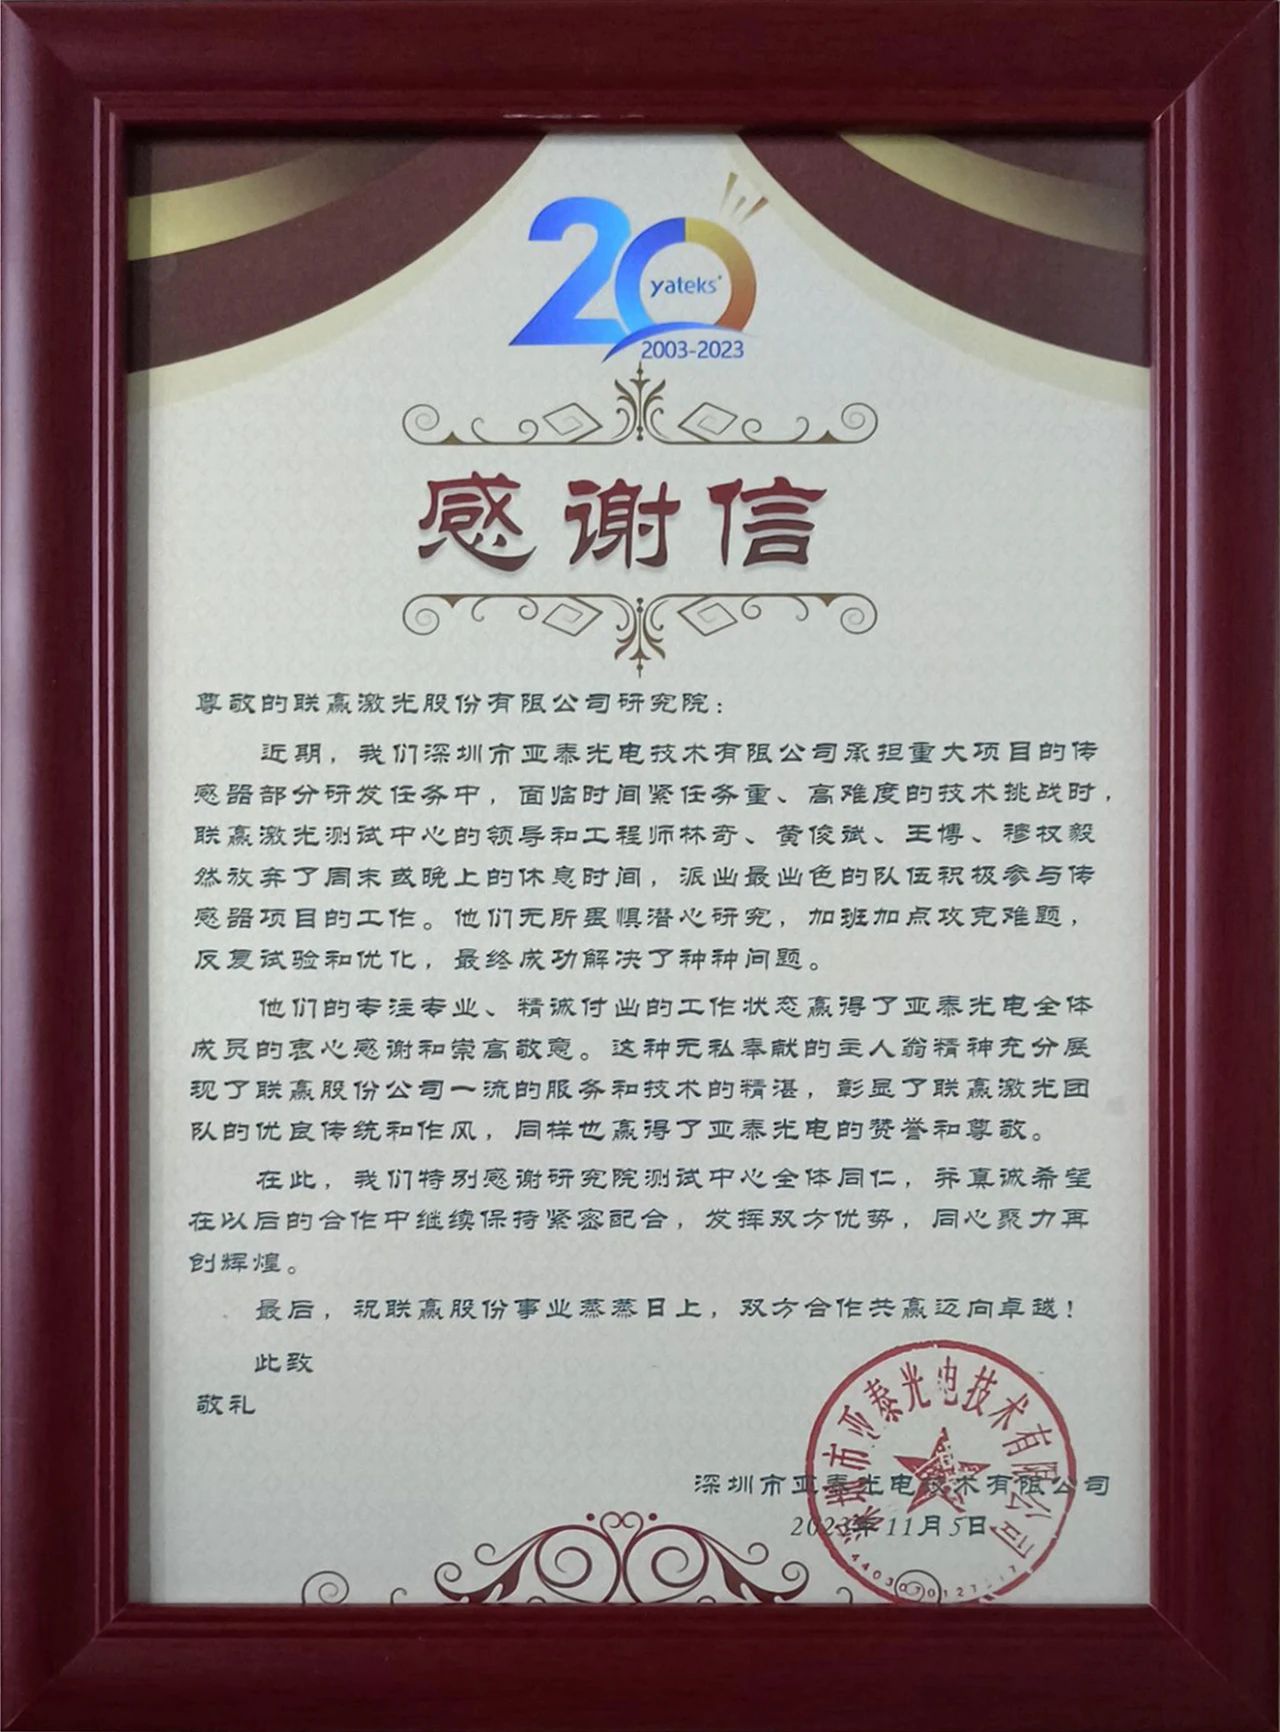 20
yateks
2003-2023
感谢信
尊敬的联赢激光股份有限公司研究院：
近期，我们深圳市亚泰光电技术有限公司承担重大项目的传
感器部分研发任务中，面临时间紧任务重、高难度的技术挑战时，
联赢激光测试中心的领导和工程师林奇、黄俊斌、王博、穆权毅
然放弃了周末或晚上的休息时间，派出最出色的队伍积极参与传
感器项目的工作。他们无所畏惧潜心研究，加班加点攻克难题，
反复试验和优化，最终成功解决了种种问题。
他们的专注专业、精诚付出的工作状态赢得了亚泰光电全体
成员的衷心感谢和崇高敬意。这种无私奉献的主人翁精神充分展
现了联赢股份公司一流的服务和技术的精湛，彰显了联赢激光团
队的优良传统和作风，同样也赢得了亚泰光电的赞誉和尊敬。
在此，我们特别感谢研究院测试中心全体同仁，并真诚希望
在以后的合作中继续保持紧密配合，发挥双方优势，同心聚力再
创辉煌。
最后，祝联赢股份事业蒸蒸日上，双方合作共赢迈向卓越！
此致
敬礼
深圳市亚泰光电技术有限公司
2023年11月5日
深圳市亚泰光电技术有限公司